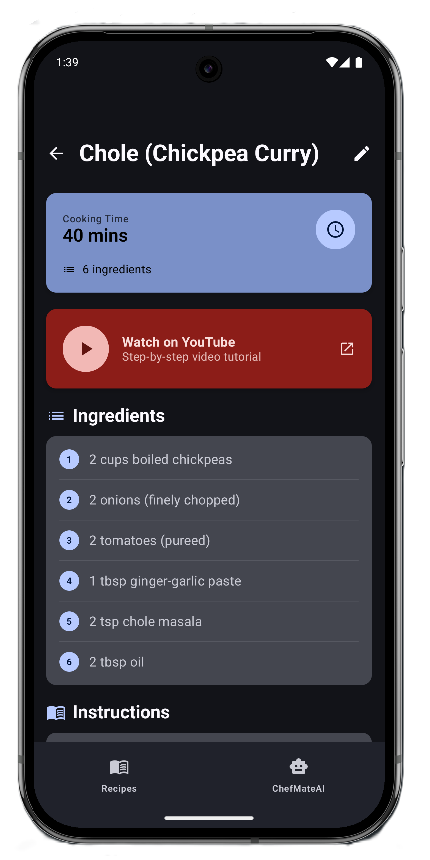 1:39
Chole (Chickpea Curry)
Cooking Time
40 mins
6 ingredients
Watch on YouTube
Step-by-step video tutorial
Ingredients
1 2 cups boiled chickpeas
2 2 onions (finely chopped)
3 2 tomatoes (pureed)
4 1 tbsp ginger-garlic paste
5 2 tsp chole masala
6 2 tbsp oil
Instructions
Recipes
ChefMateAI